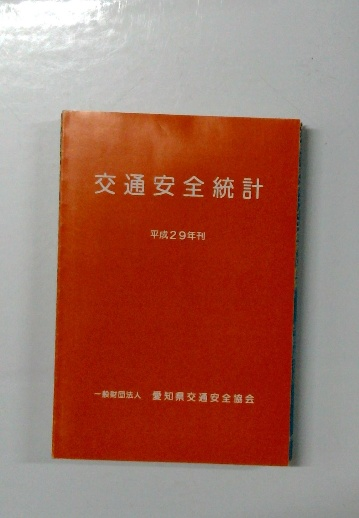 交通安全統計
平成29年刊
一般財団法人 愛知県交通安全協会